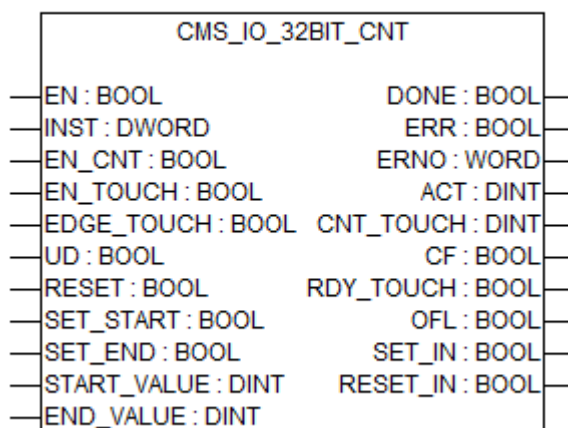 CMS_IO_32BIT_CNT
EN : BOOL DONE : BOOL
INST : DWORD ERR : BOOL
EN_CNT : BOOL ERNO : WORD
EN_TOUCH : BOOL ACT : DINT
EDGE_TOUCH : BOOL CNT_TOUCH : DINT
UD : BOOL CF : BOOL
RESET : BOOL RDY_TOUCH : BOOL
SET_START : BOOL OFL : BOOL
SET_END : BOOL SET_IN : BOOL
START_VALUE : DINT RESET_IN : BOOL
END_VALUE : DINT